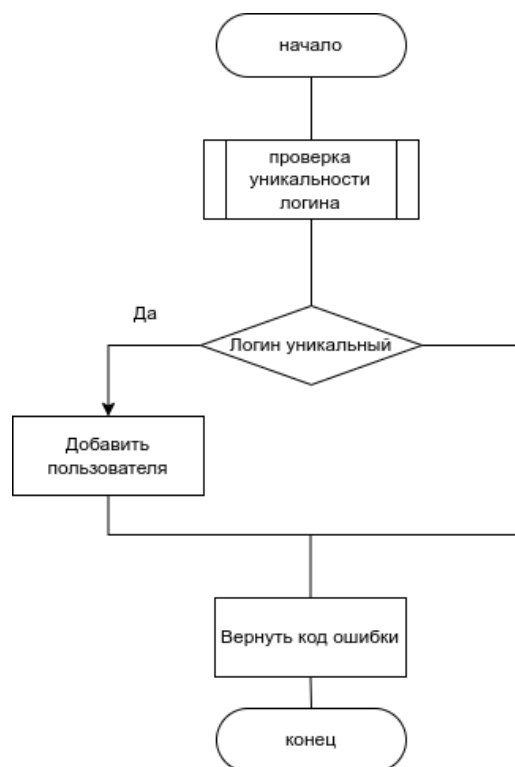 начало
проверка
уникальности
логина
Да
Логин уникальный
Добавить
пользователя
Вернуть код ошибки
конец